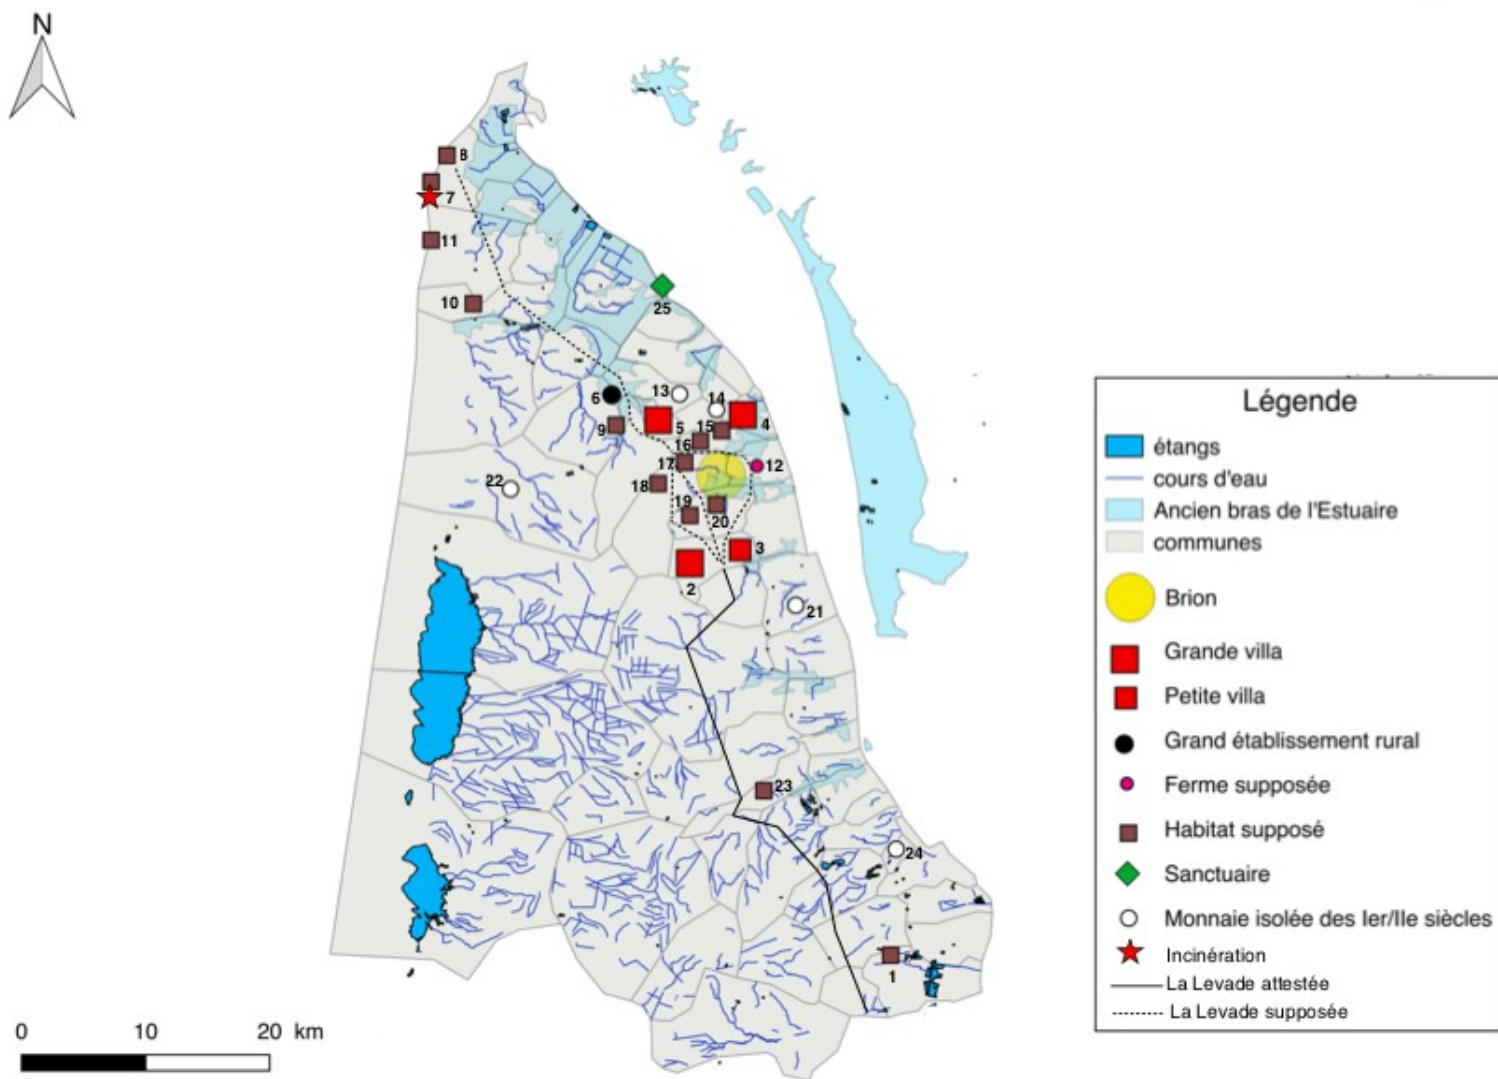 N
8
7
11
10
25
6
13
14
5
15
4
9
16
17
12
18
22
19
20
3
2
21
23
24
1
0 10 20 km
Légende
étangs
cours d'eau
Ancien bras de l'Estuaire
communes
Brion
Grande villa
Petite villa
Grand établissement rural
Ferme supposée
Habitat supposé
Sanctuaire
Monnaie isolée des Ier/IIe siècles
Incinération
La Levade attestée
La Levade supposée